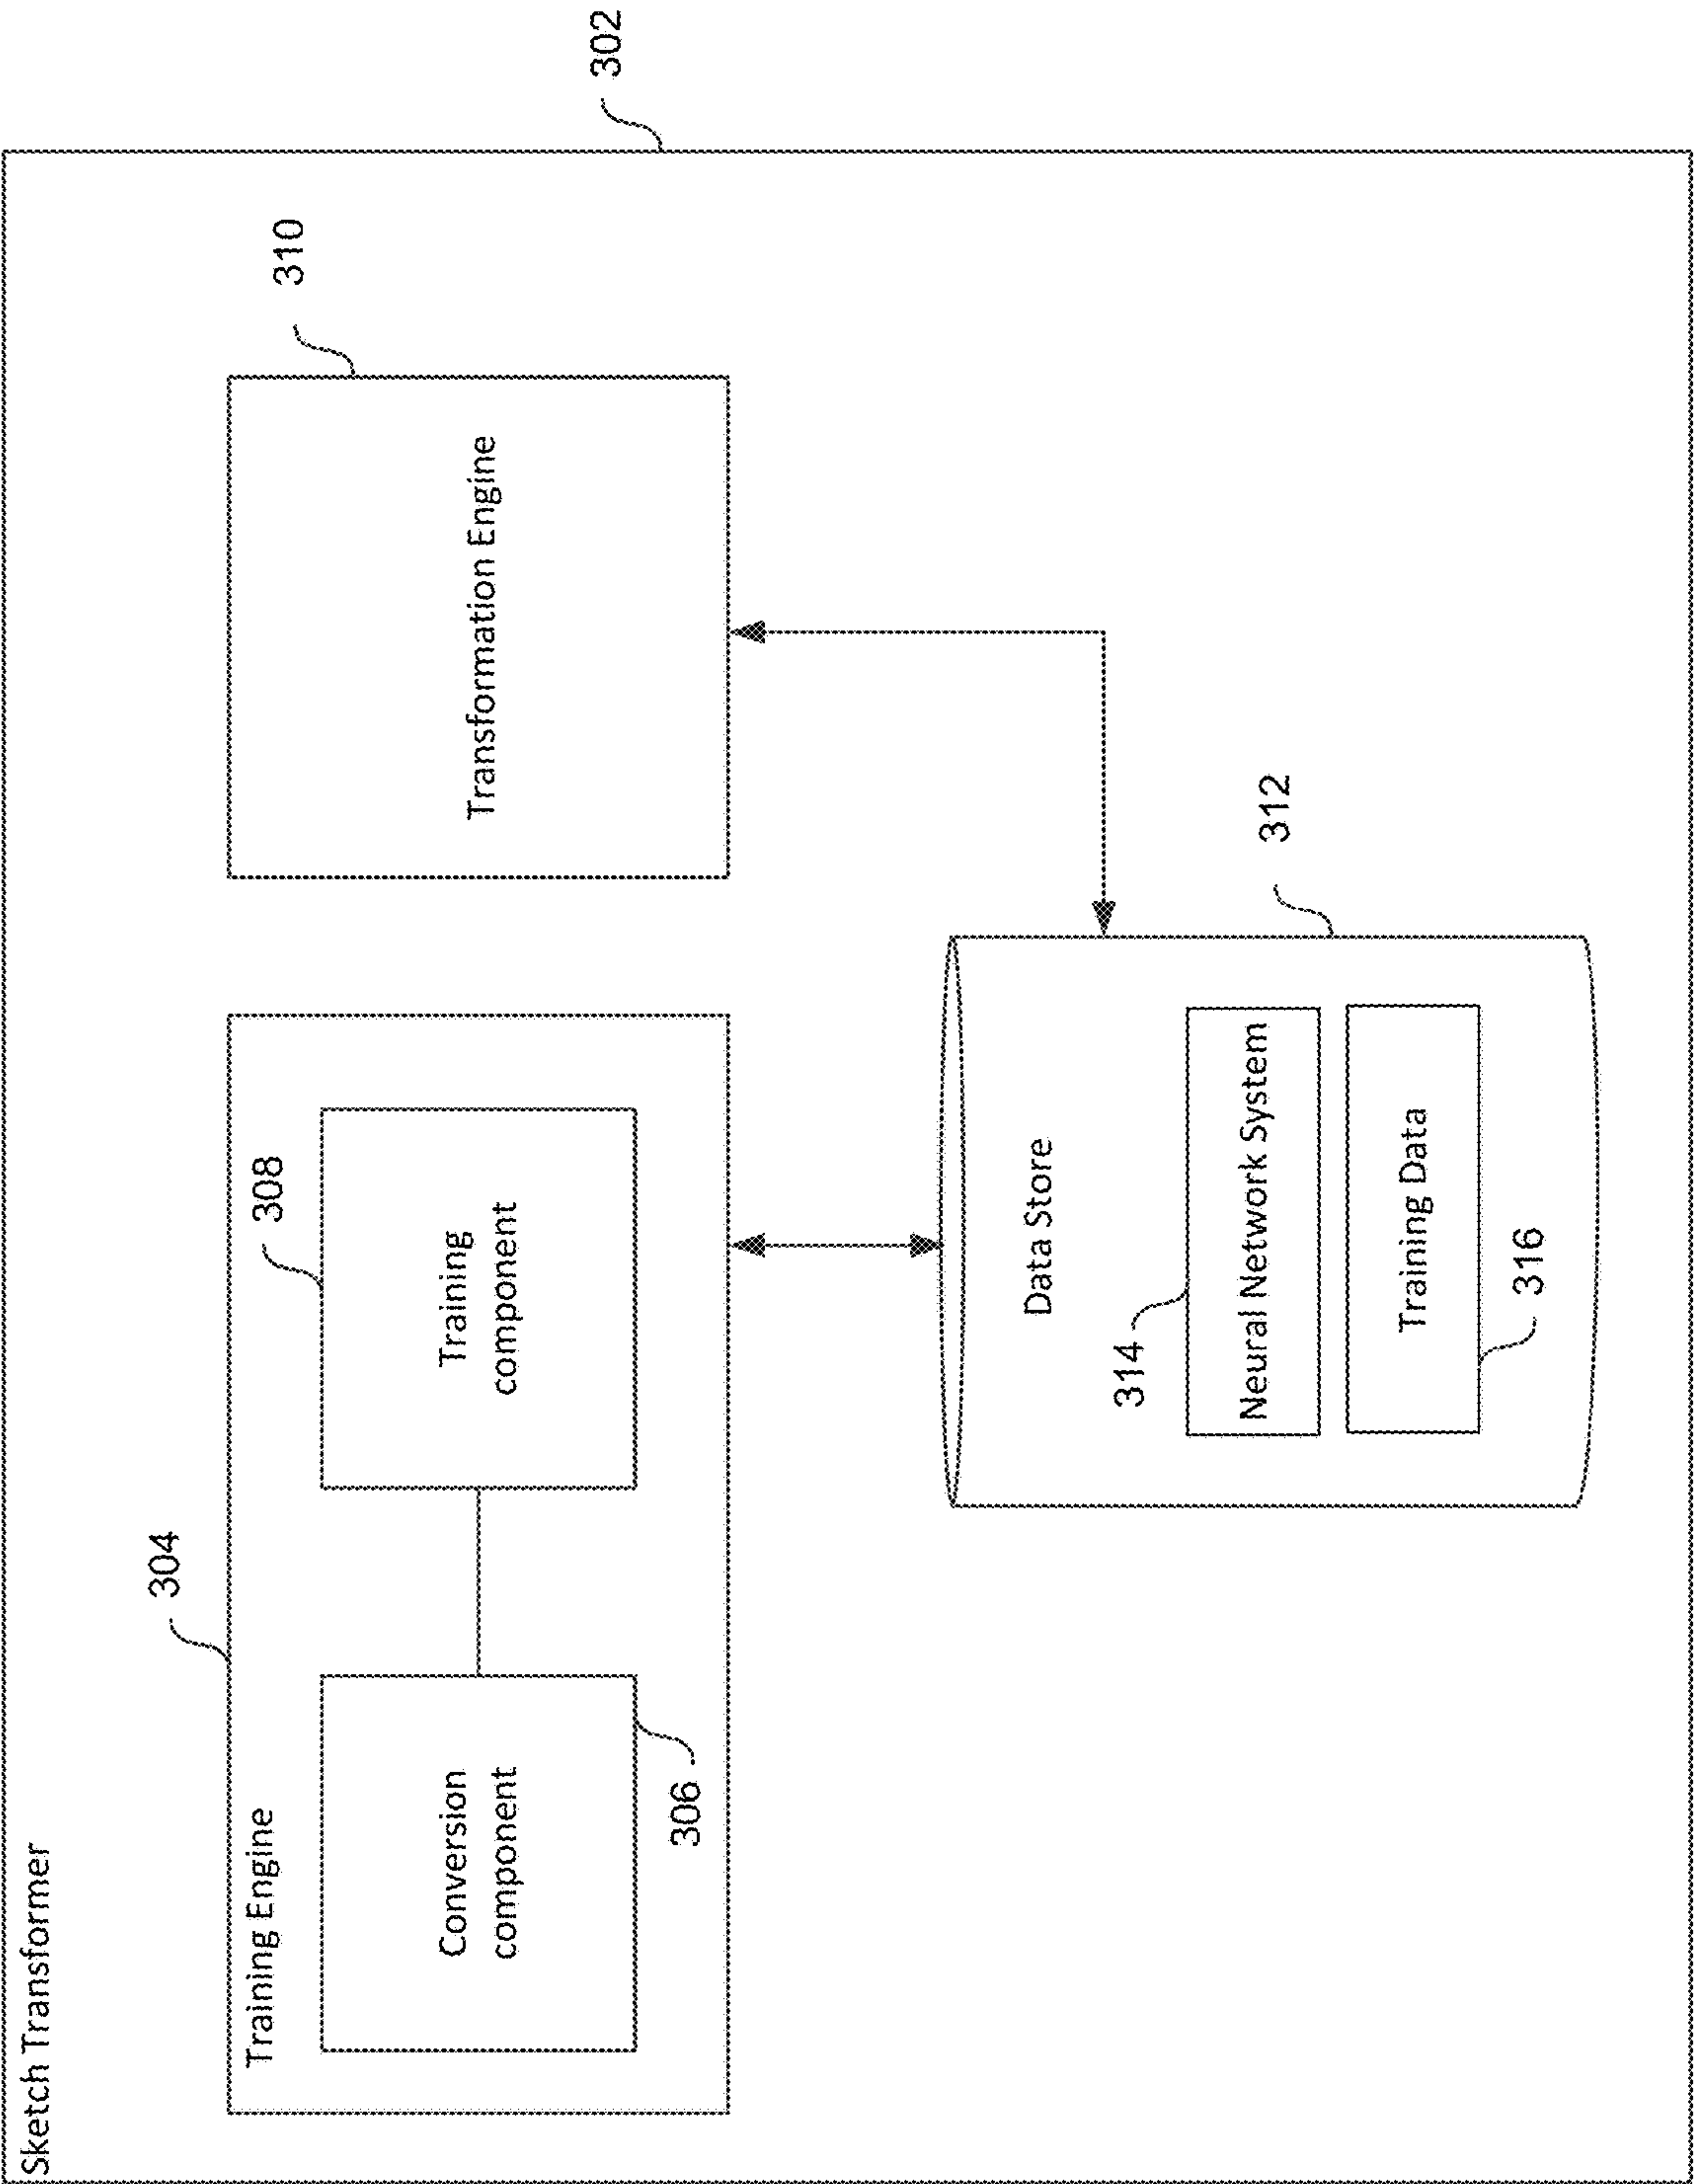 Sketch Transformer
302
304
Training Engine
Conversion
component
306
308
Training
component
310
Transformation Engine
312
Data Store
314
Neural Network System
Training Data
316